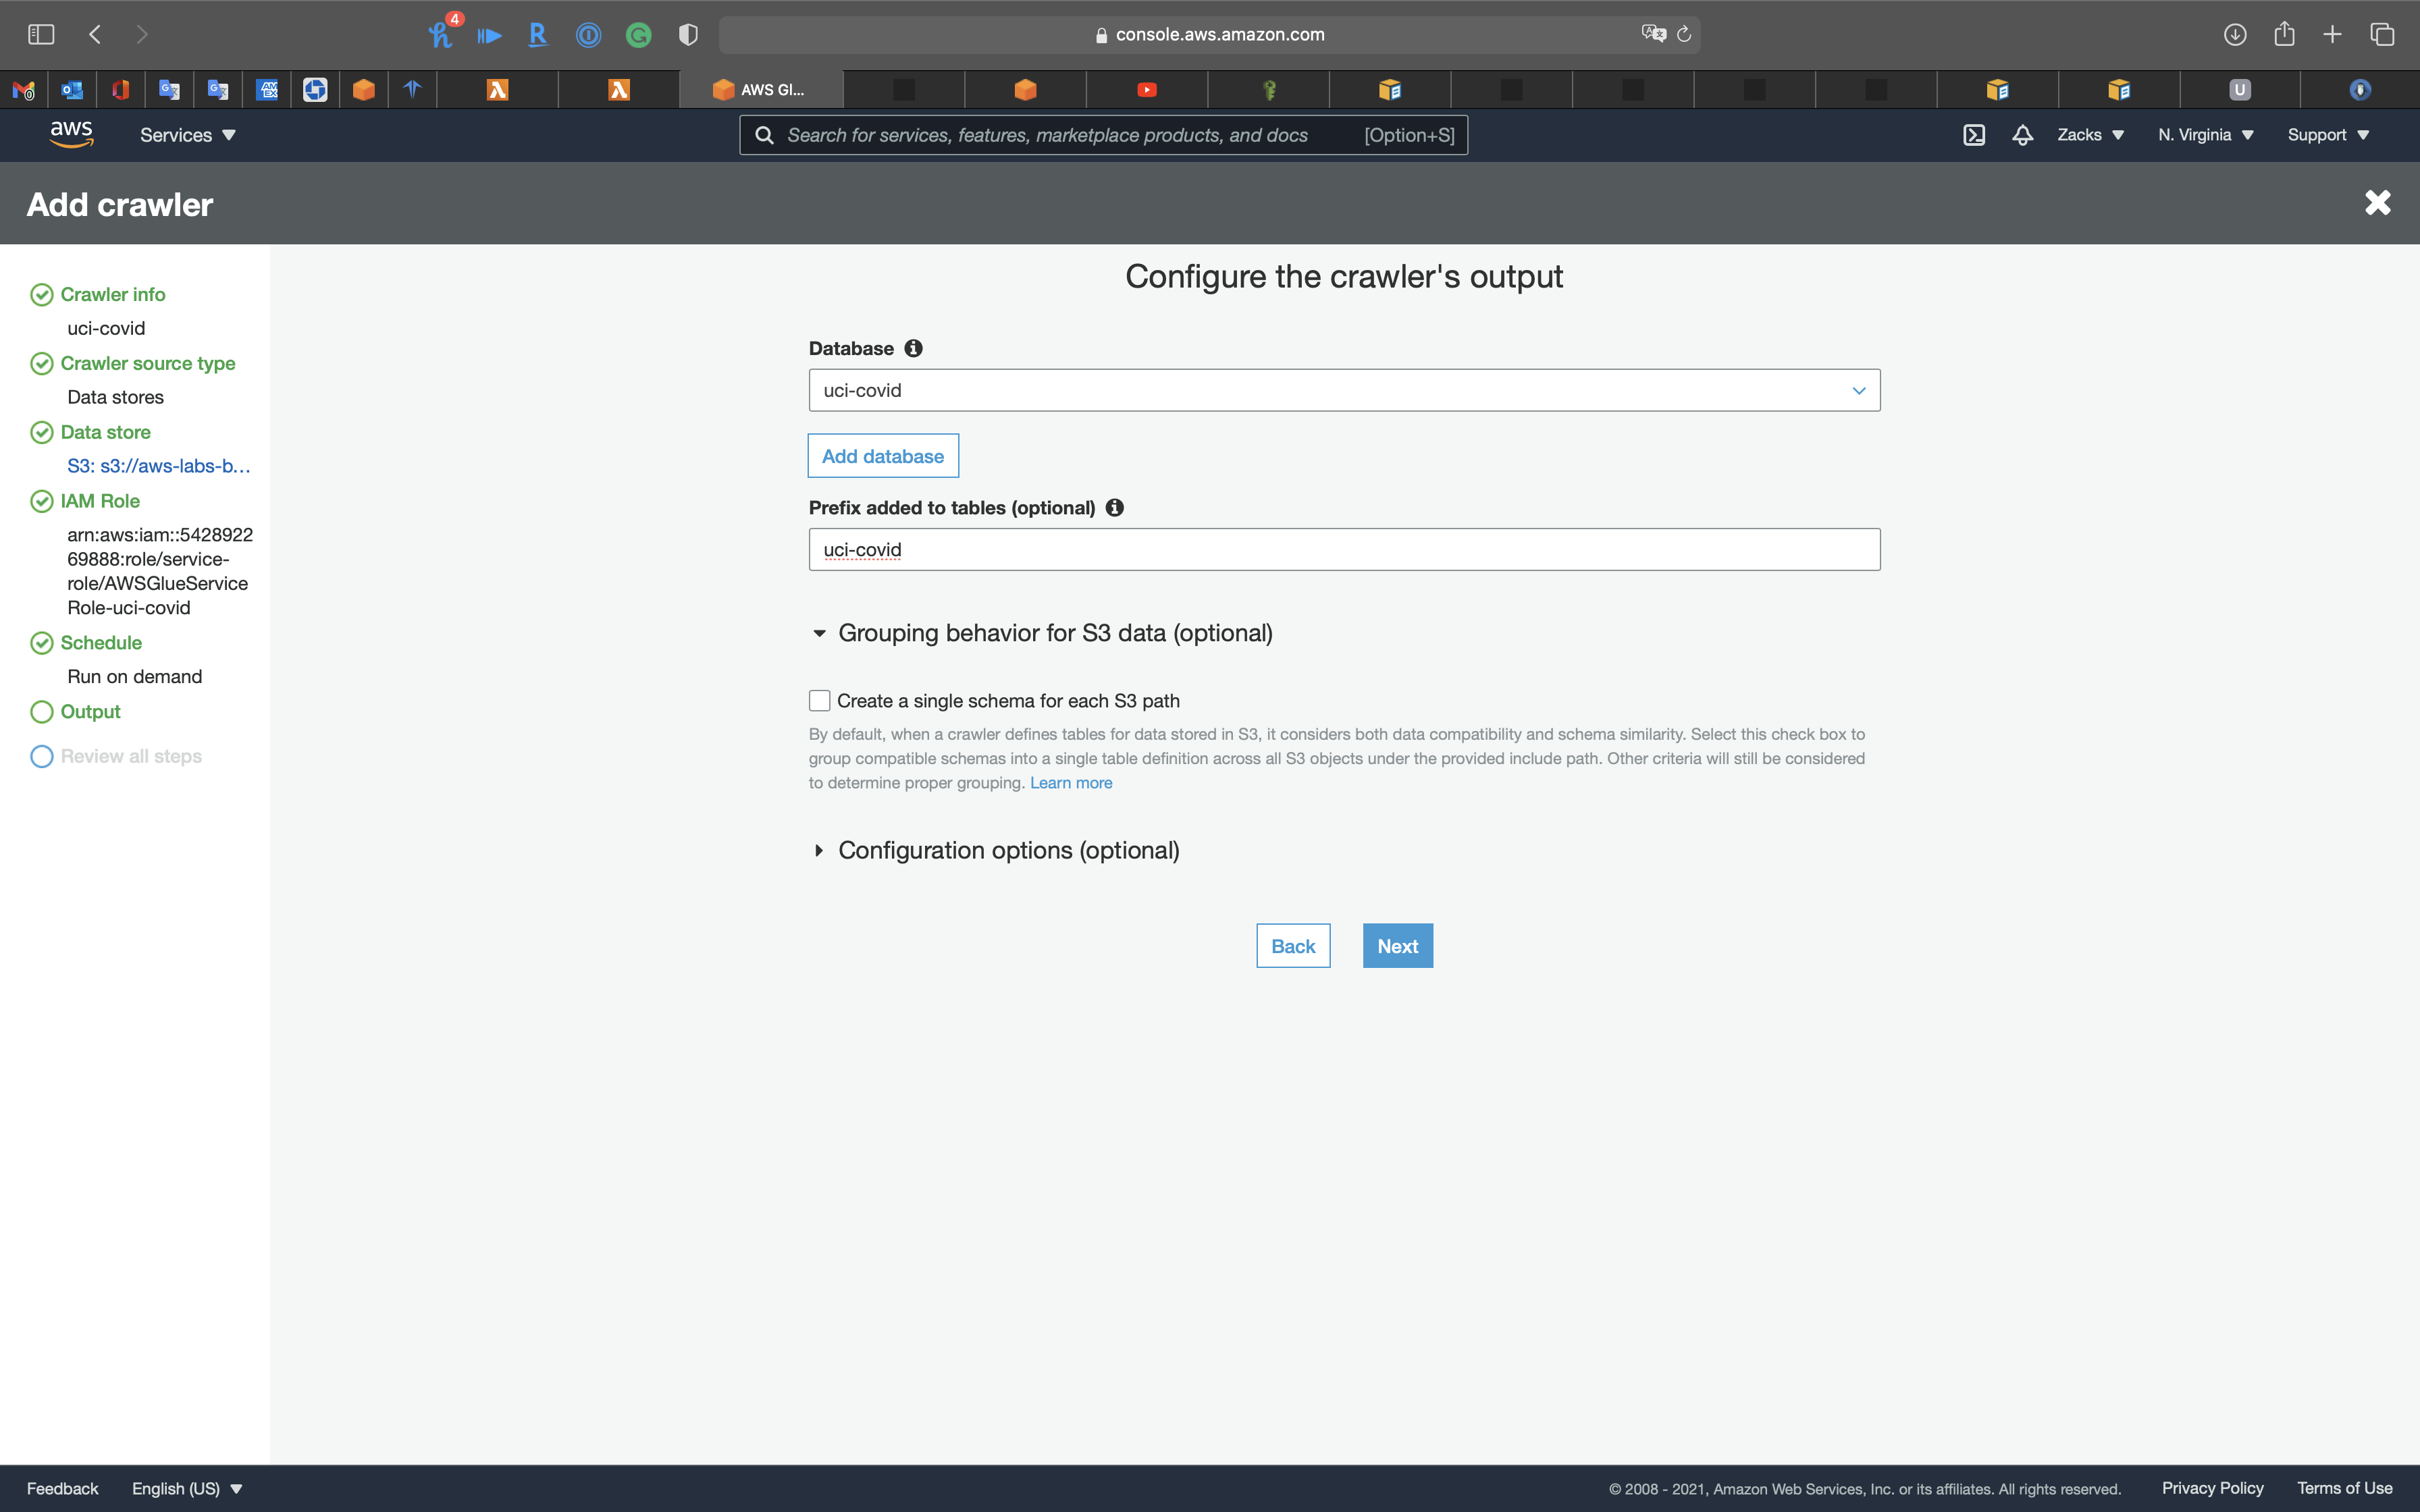 4
console.aws.amazon.com
AWS Gl...
U
aws
Services
Search for services, features, marketplace products, and docs
[Option+S]
Zacks
N. Virginia
Support
Add crawler
Crawler info
uci-covid
Crawler source type
Data stores
Data store
S3: s3://aws-labs-b...
IAM Role
arn:aws:iam::5428922
69888:role/service-
role/AWSGlueService
Role-uci-covid
Schedule
Run on demand
Output
Review all steps
Configure the crawler's output
Database
uci-covid
Add database
Prefix added to tables (optional)
uci-covid
Grouping behavior for S3 data (optional)
Create a single schema for each S3 path
By default, when a crawler defines tables for data stored in S3, it considers both data compatibility and schema similarity. Select this check box to
group compatible schemas into a single table definition across all S3 objects under the provided include path. Other criteria will still be considered
to determine proper grouping. Learn more
Configuration options (optional)
Back
Next
Feedback
English (US)
© 2008 - 2021, Amazon Web Services, Inc. or its affiliates. All rights reserved.
Privacy Policy
Terms of Use